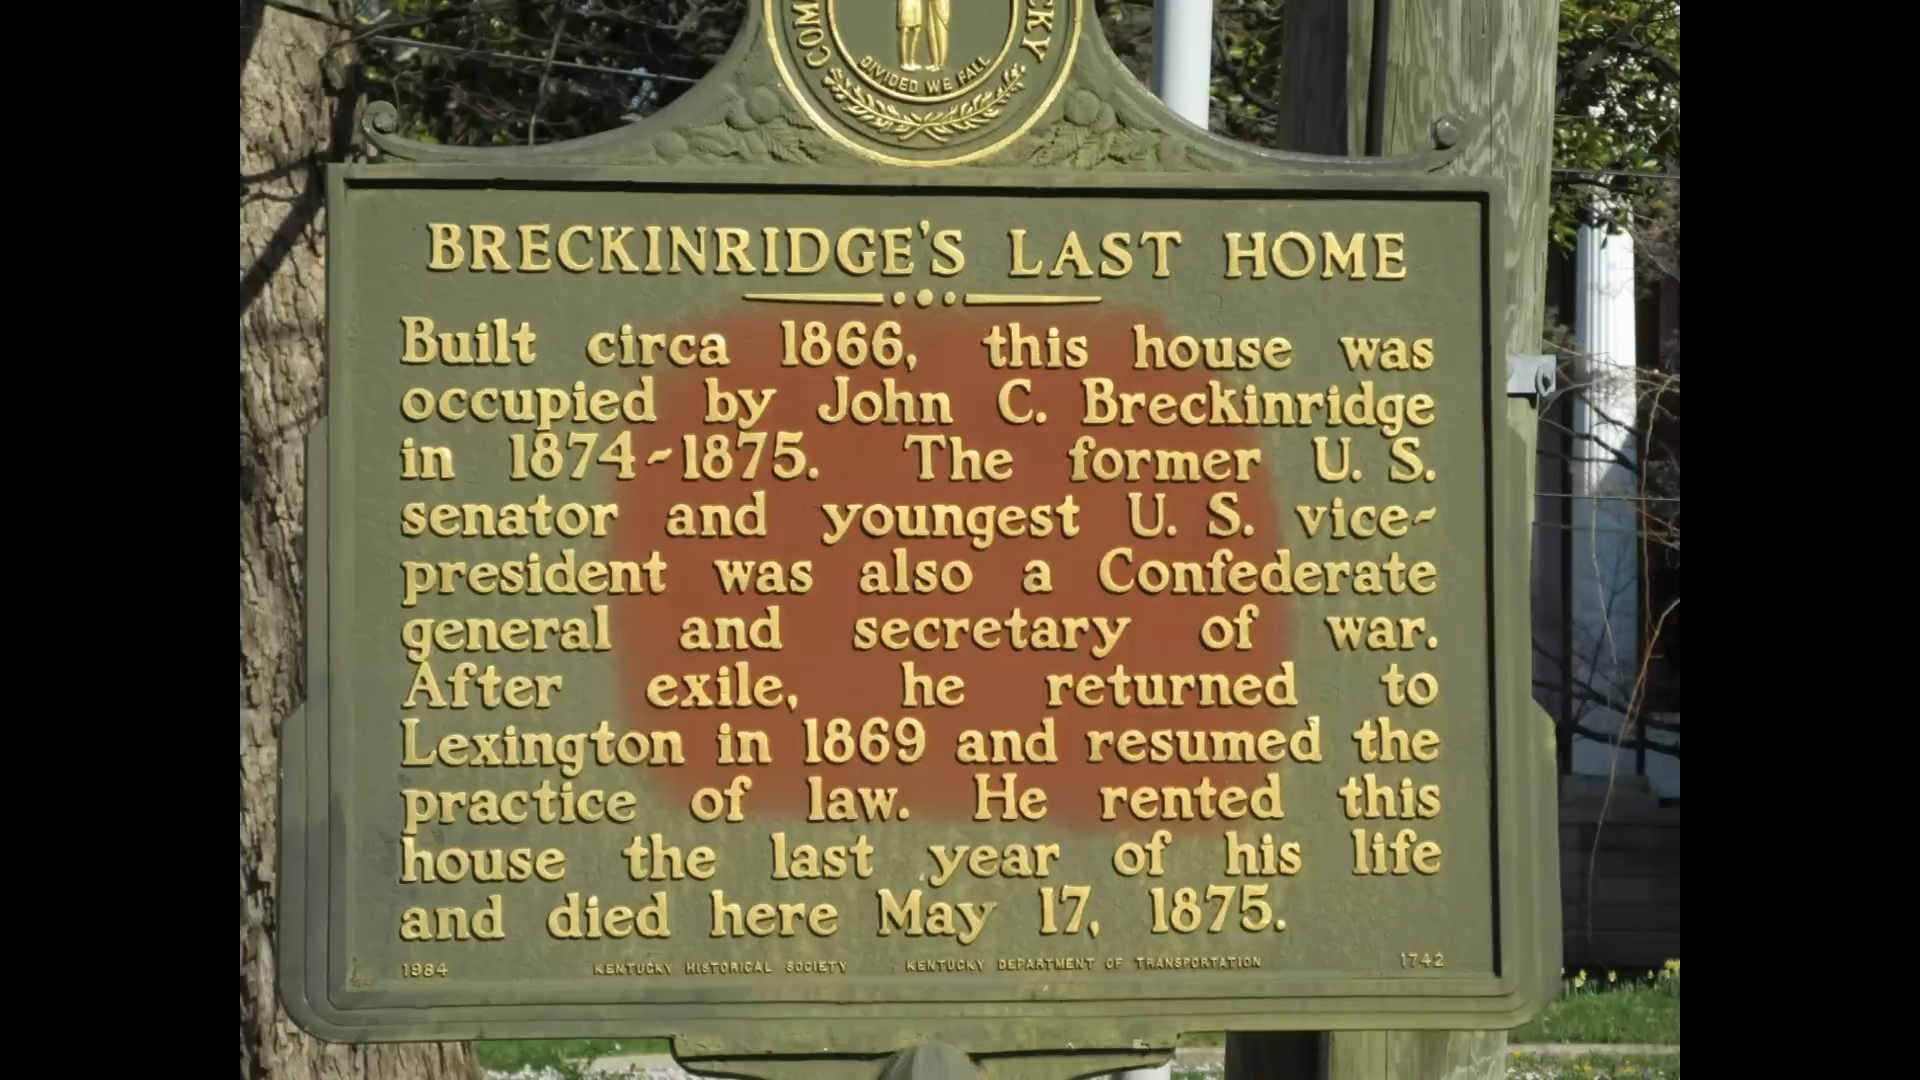 COM CKY
DIVIDED WE FALL
BRECKINRIDGE'S LAST HOME
Built circa 1866, this house was
occupied by John C. Breckinridge
in 1874-1875. The former U. S.
senator and youngest U. S. vice-
president was also a Confederate
general and secretary of war.
After exile, he returned to
Lexington in 1869 and resumed the
practice of law. He rented this
house the last year of his life
and died here May 17, 1875.
1984 KENTUCKY HISTORICAL SOCIETY KENTUCKY DEPARTMENT OF TRANSPORTATION 1742